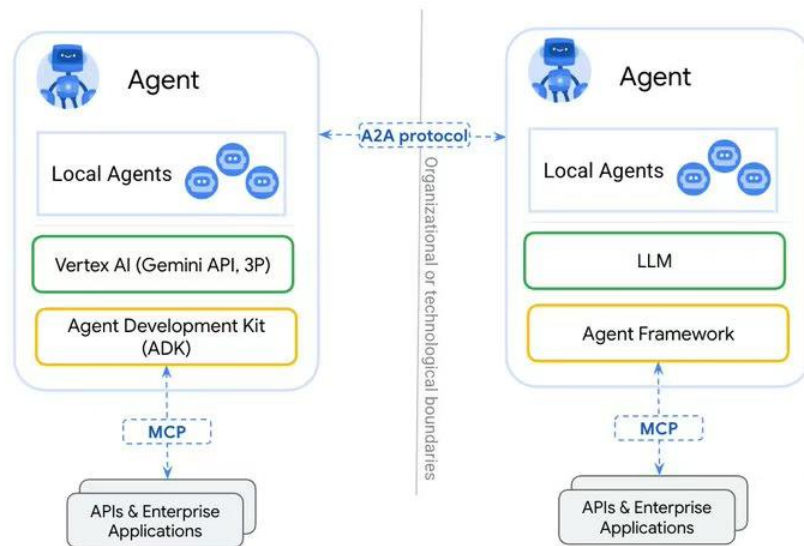 Agent
Local Agents
Vertex AI (Gemini API, 3P)
Agent Development Kit
(ADK)
MCP
APIs & Enterprise
Applications
A2A protocol
Organizational or technological boundaries
Agent
Local Agents
LLM
Agent Framework
MCP
APIs & Enterprise
Applications